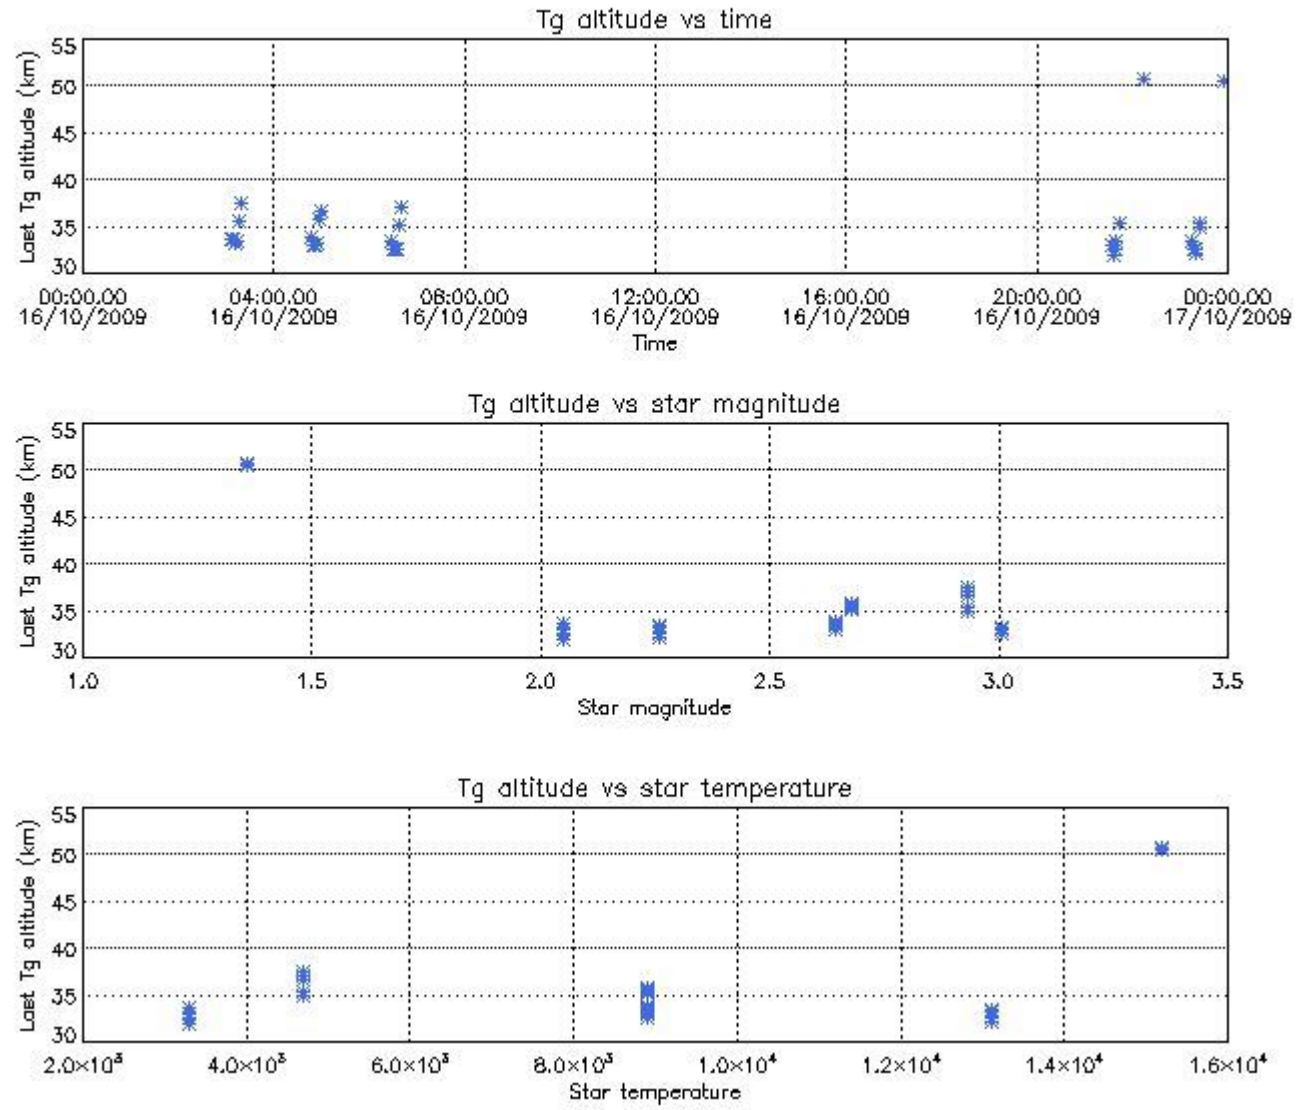 Tg altitude vs time
Last Tg altitude (km)
55
50
45
40
35
30
00:00.00 04:00.00 08:00.00 12:00.00 16:00.00 20:00.00 00:00.00
16/10/2009 16/10/2009 16/10/2009 16/10/2009 16/10/2009 16/10/2009 17/10/2009
Time
Tg altitude vs star magnitude
Last Tg altitude (km)
55
50
45
40
35
30
1.0 1.5 2.0 2.5 3.0 3.5
Star magnitude
Tg altitude vs star temperature
Last Tg altitude (km)
55
50
45
40
35
30
2.0×10³ 4.0×10³ 6.0×10³ 8.0×10³ 1.0×10⁴ 1.2×10⁴ 1.4×10⁴ 1.6×10⁴
Star temperature